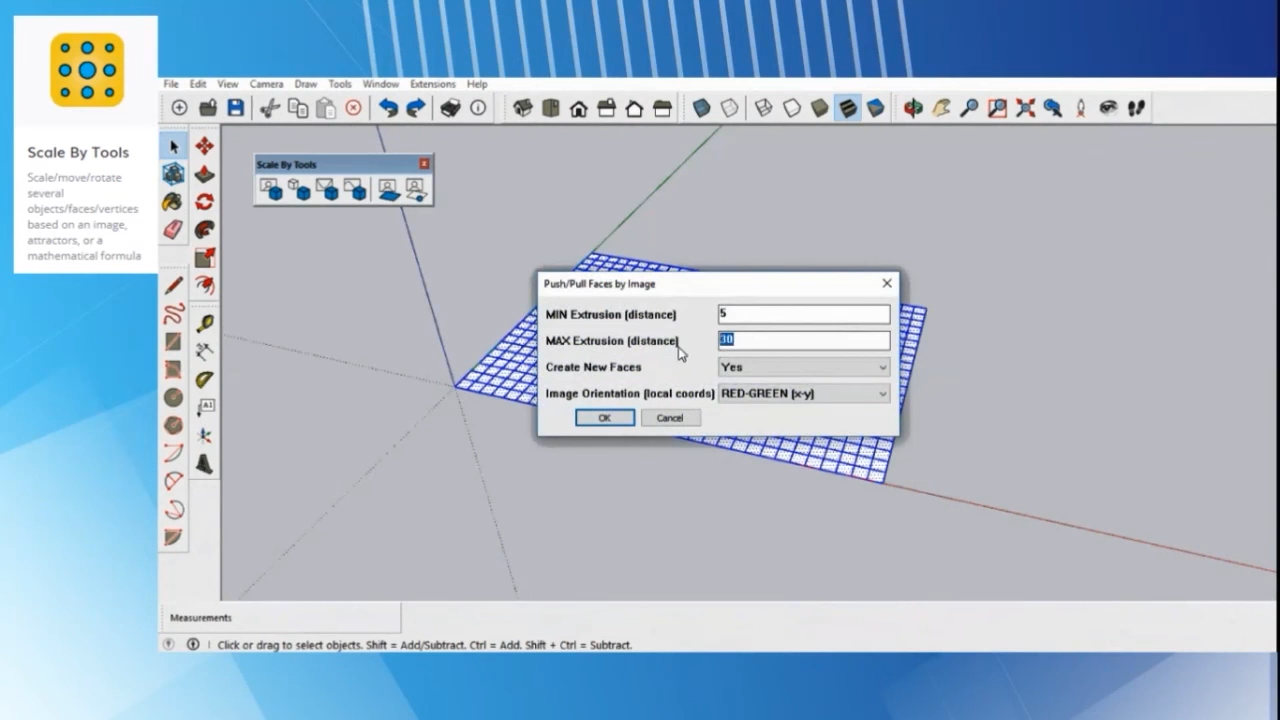 Scale By Tools
Scale/move/rotate
several
objects/faces/vertices
based on an image,
attractors, or a
mathematical formula
File Edit View Camera Draw Tools Window Extensions Help
Scale By Tools
A1
Push/Pull Faces by Image
MIN Extrusion (distance) 5
MAX Extrusion (distance) 30
Create New Faces Yes
Image Orientation (local coords) RED-GREEN (x-y)
OK Cancel
Measurements
Click or drag to select objects. Shift = Add/Subtract. Ctrl = Add. Shift + Ctrl = Subtract.